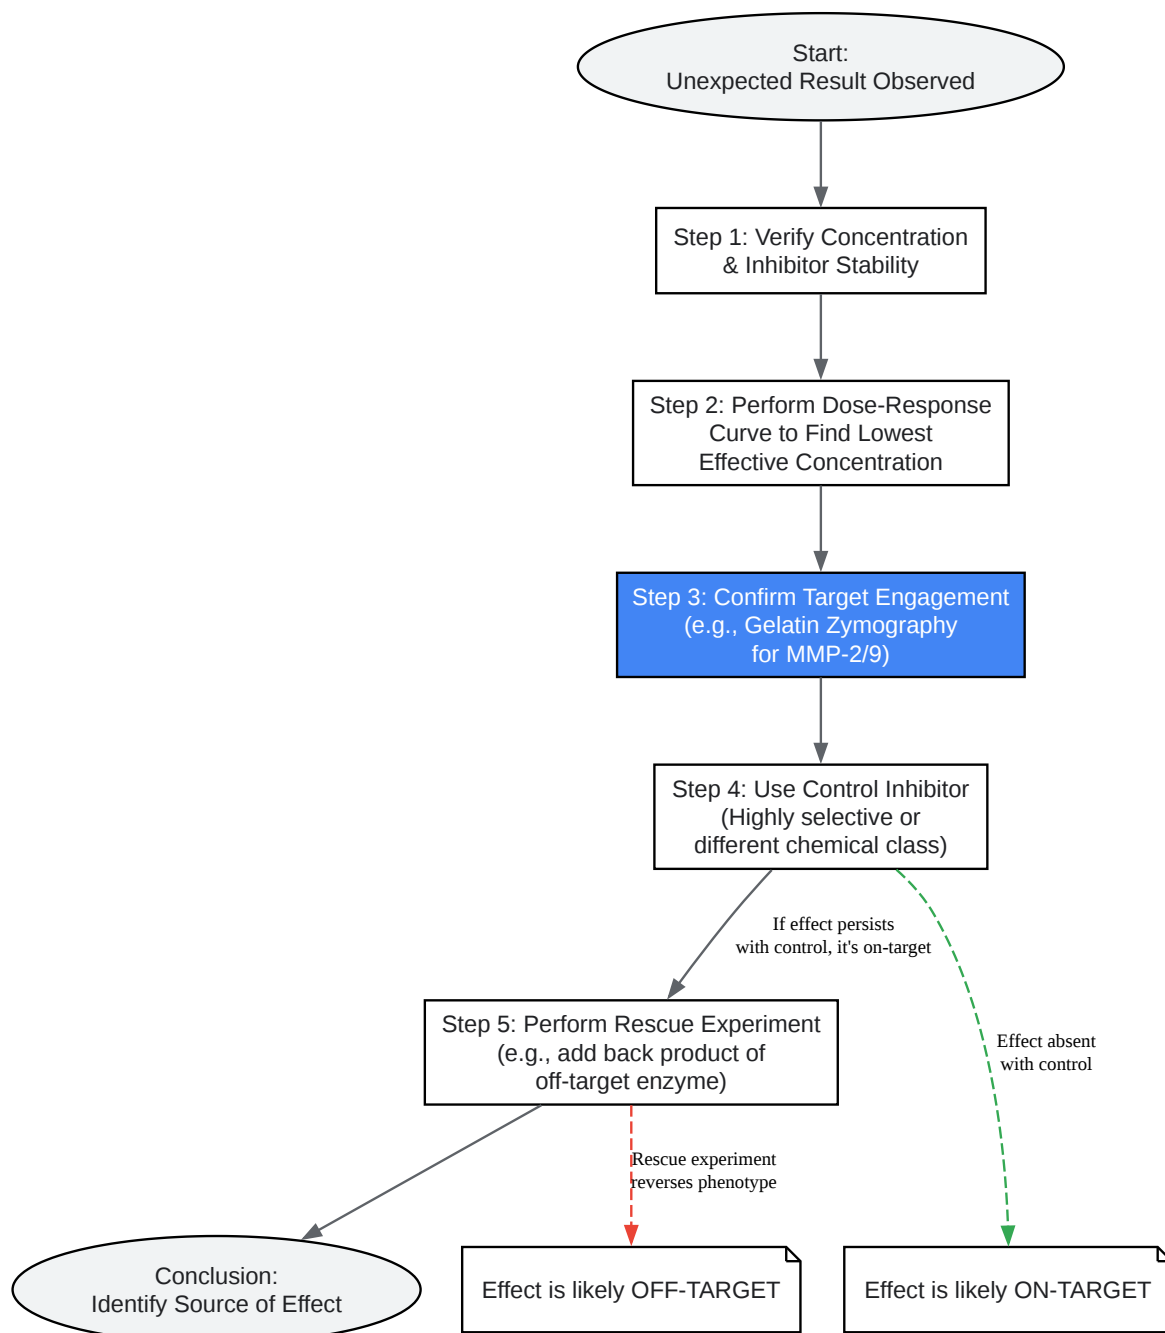 Start:
Unexpected Result Observed
Step 1: Verify Concentration
& Inhibitor Stability
Step 2: Perform Dose-Response
Curve to Find Lowest
Effective Concentration
Step 3: Confirm Target Engagement
(e.g., Gelatin Zymography
for MMP-2/9)
Step 4: Use Control Inhibitor
(Highly selective or
different chemical class)
If effect persists
with control, it's on-target
Step 5: Perform Rescue Experiment
(e.g., add back product of
off-target enzyme)
Effect absent
with control
Rescue experiment
reverses phenotype
Conclusion:
Identify Source of Effect
Effect is likely OFF-TARGET
Effect is likely ON-TARGET